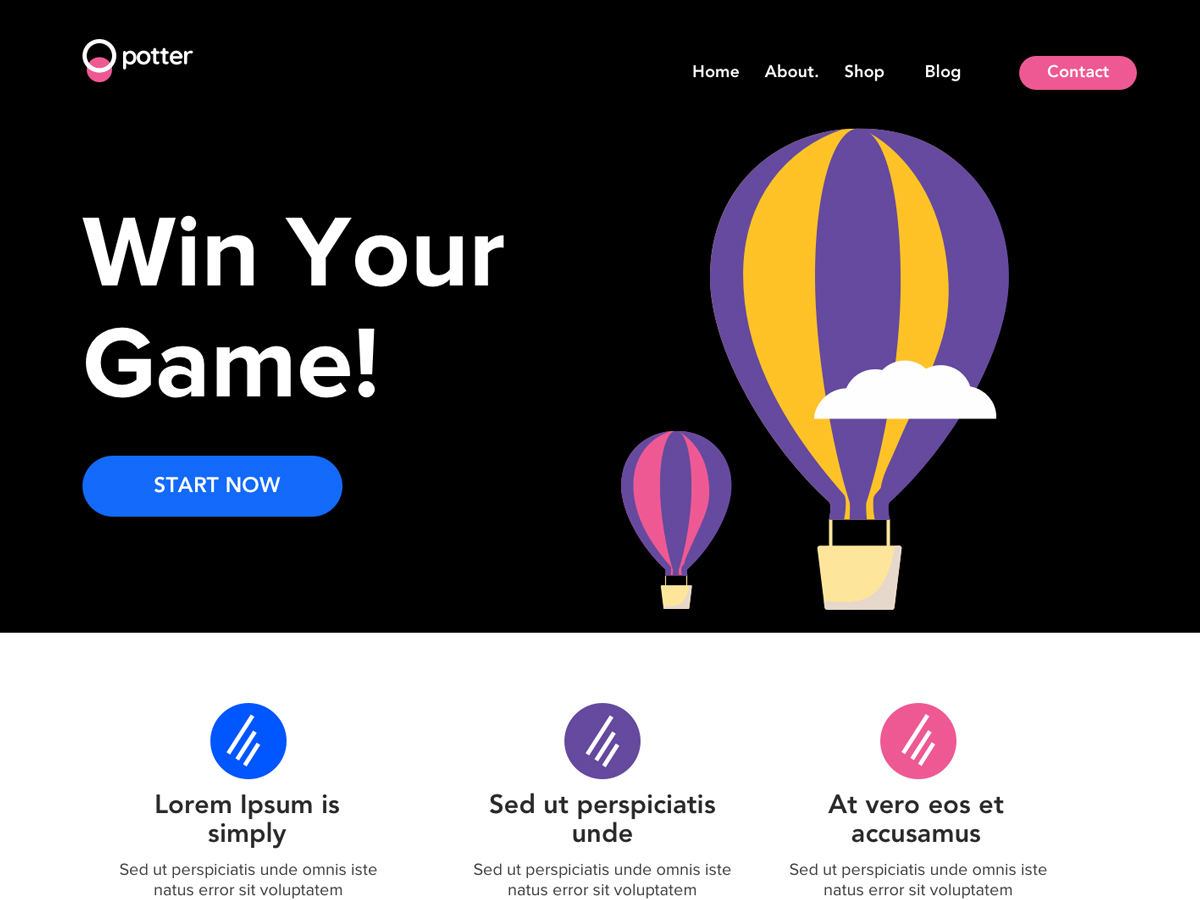 potter
Home About. Shop Blog Contact
Win Your
Game!
START NOW
Lorem Ipsum is
simply
Sed ut perspiciatis unde omnis iste
natus error sit voluptatem
Sed ut perspiciatis
unde
Sed ut perspiciatis unde omnis iste
natus error sit voluptatem
At vero eos et
accusamus
Sed ut perspiciatis unde omnis iste
natus error sit voluptatem